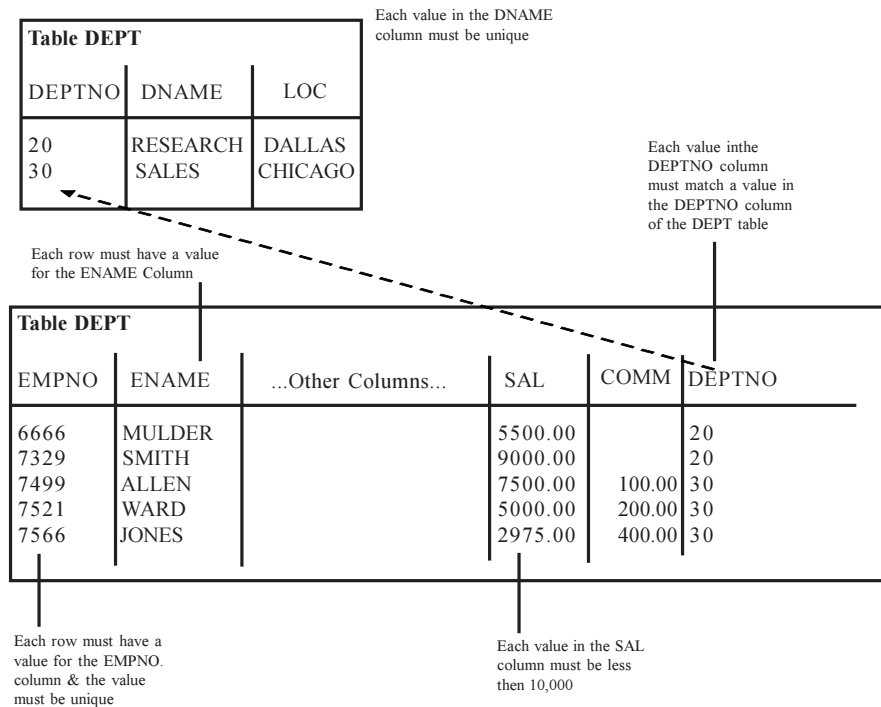 Each value in the DNAME
column must be unique
Table DEPT
DEPTNO DNAME LOC
20 RESEARCH DALLAS
30 SALES CHICAGO
Each value inthe
DEPTNO column
must match a value in
the DEPTNO column
of the DEPT table
Each row must have a value
for the ENAME Column
Table DEPT
EMPNO ENAME ...Other Columns... SAL COMM DEPTNO
6666 MULDER 5500.00 20
7329 SMITH 9000.00 20
7499 ALLEN 7500.00 100.00 30
7521 WARD 5000.00 200.00 30
7566 JONES 2975.00 400.00 30
Each row must have a
value for the EMPNO.
column & the value
must be unique
Each value in the SAL
column must be less
then 10,000